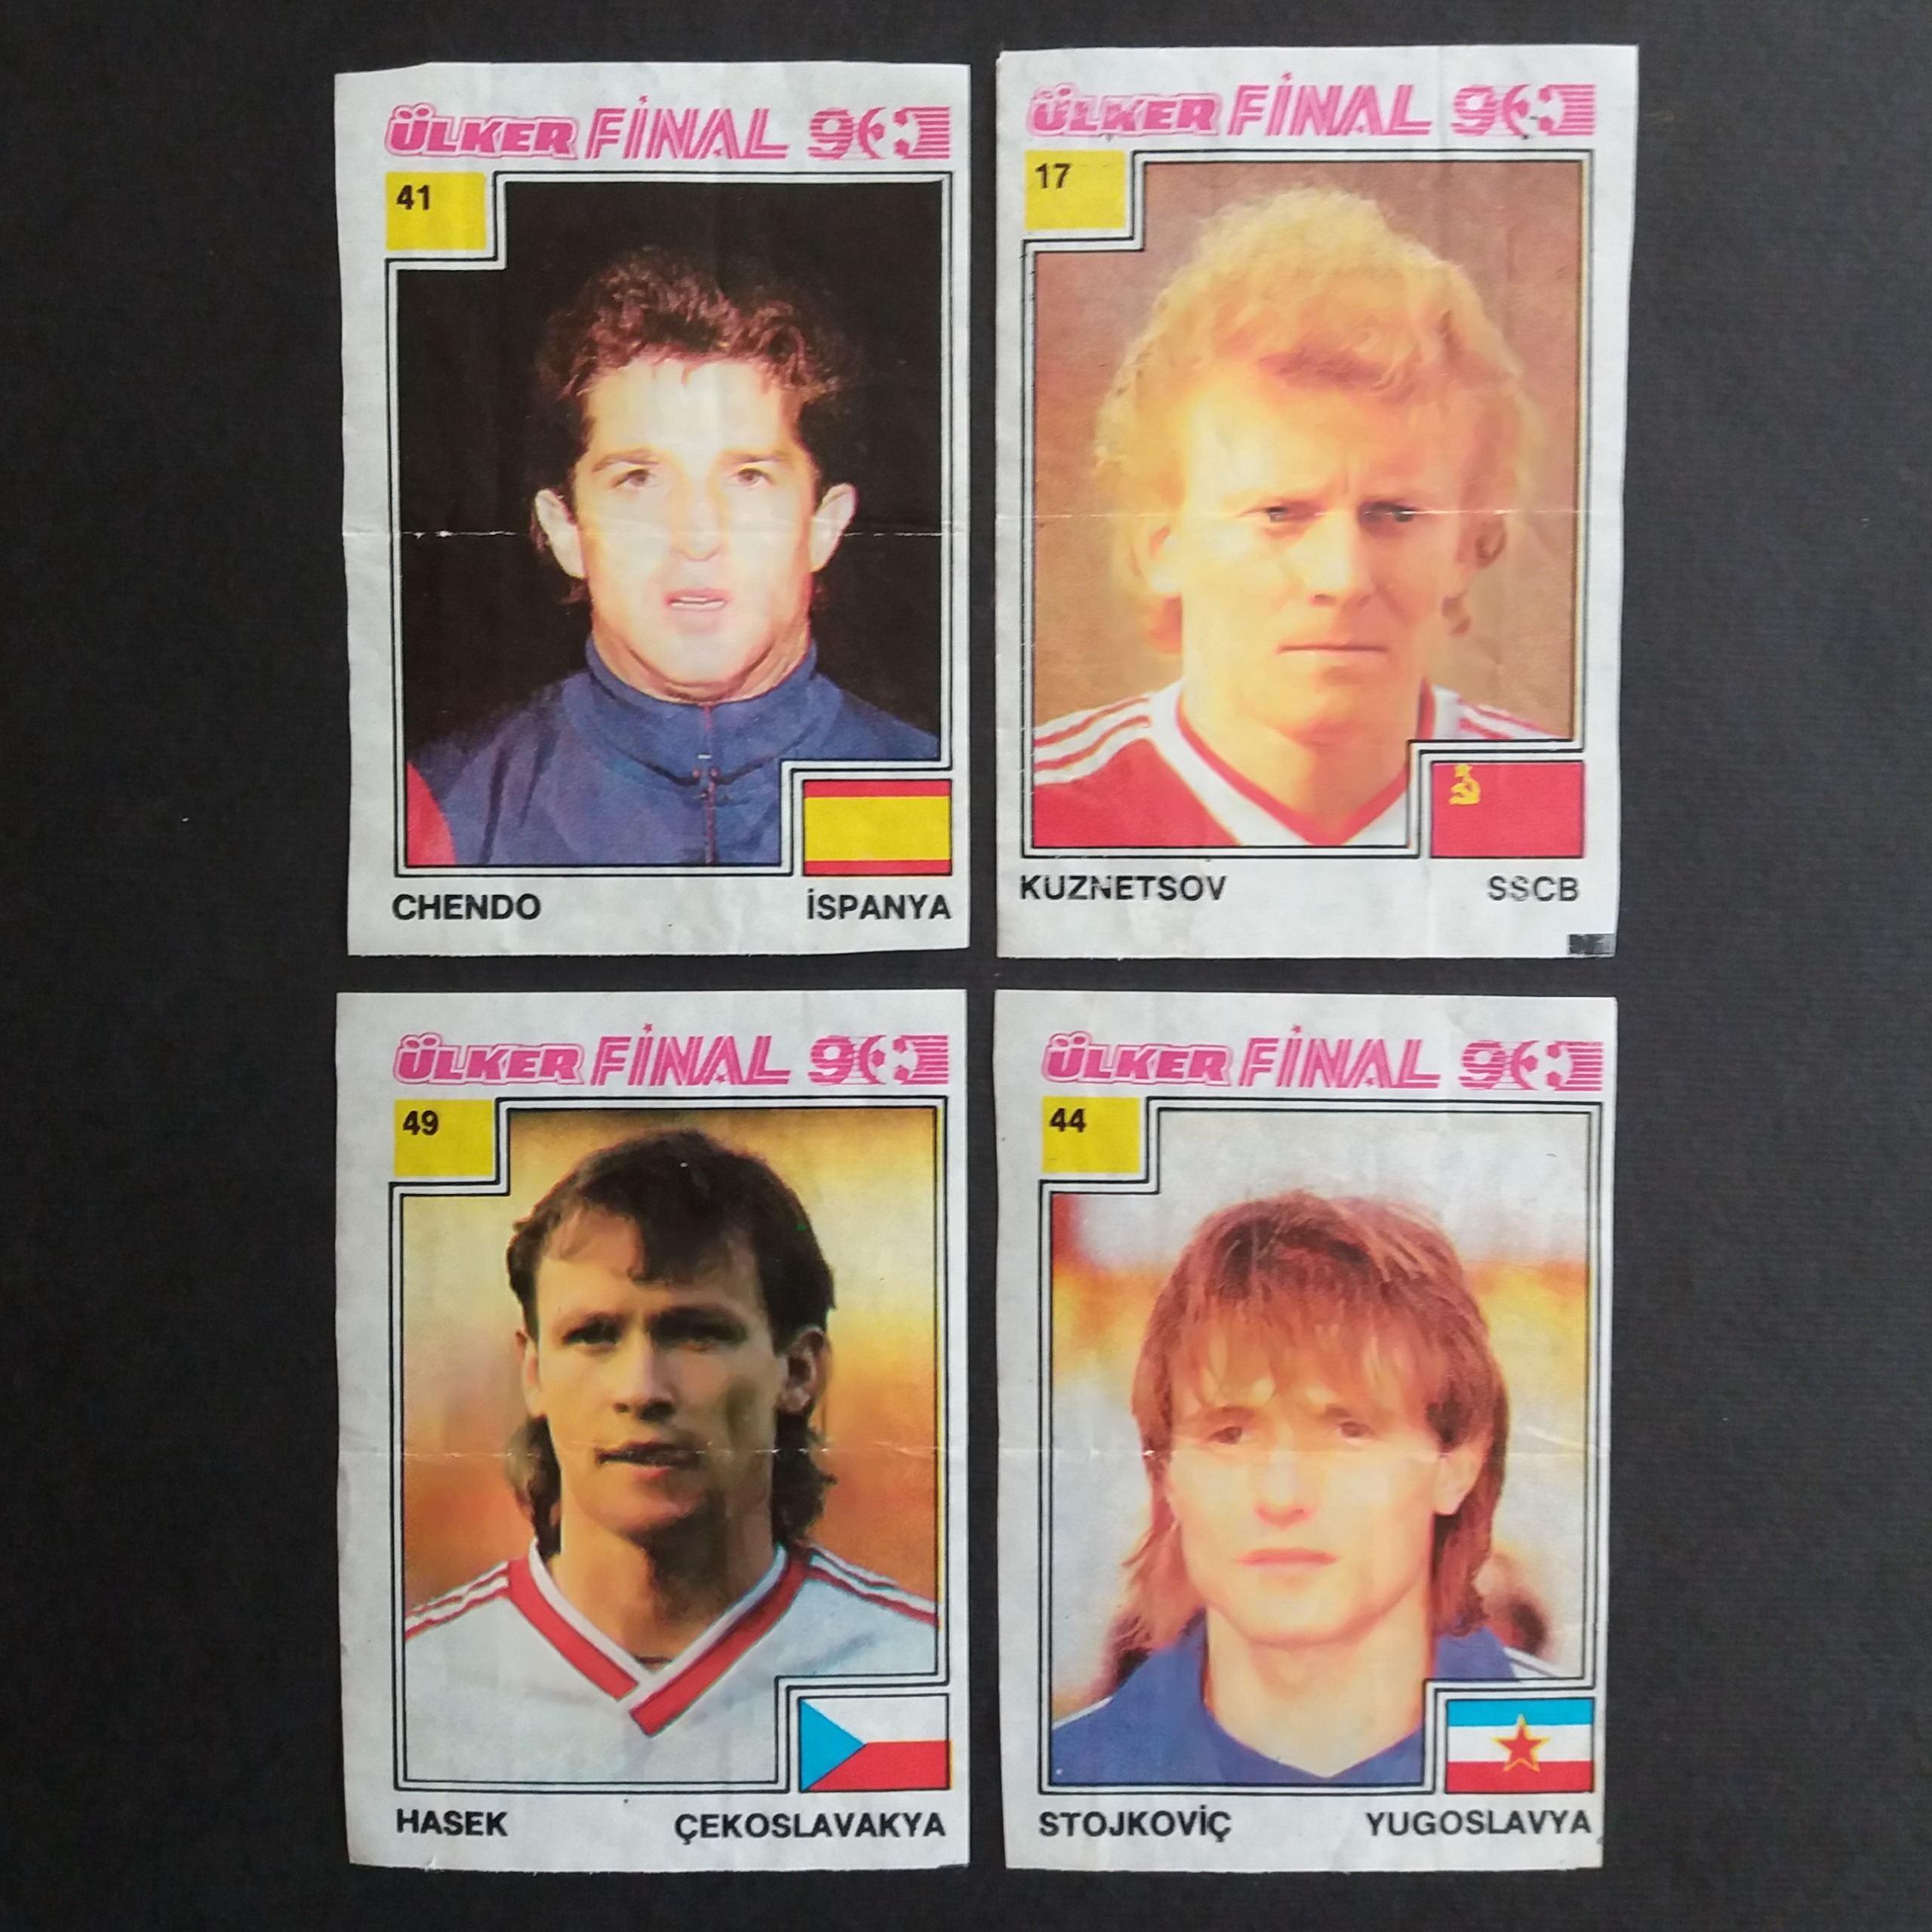 ÜLKER FİNAL 90
41
CHENDO İSPANYA
ÜLKER FİNAL 90
17
KUZNETSOV SSCB
ÜLKER FİNAL 90
49
HASEK ÇEKOSLAVAKYA
ÜLKER FİNAL 90
44
STOJKOVİÇ YUGOSLAVYA